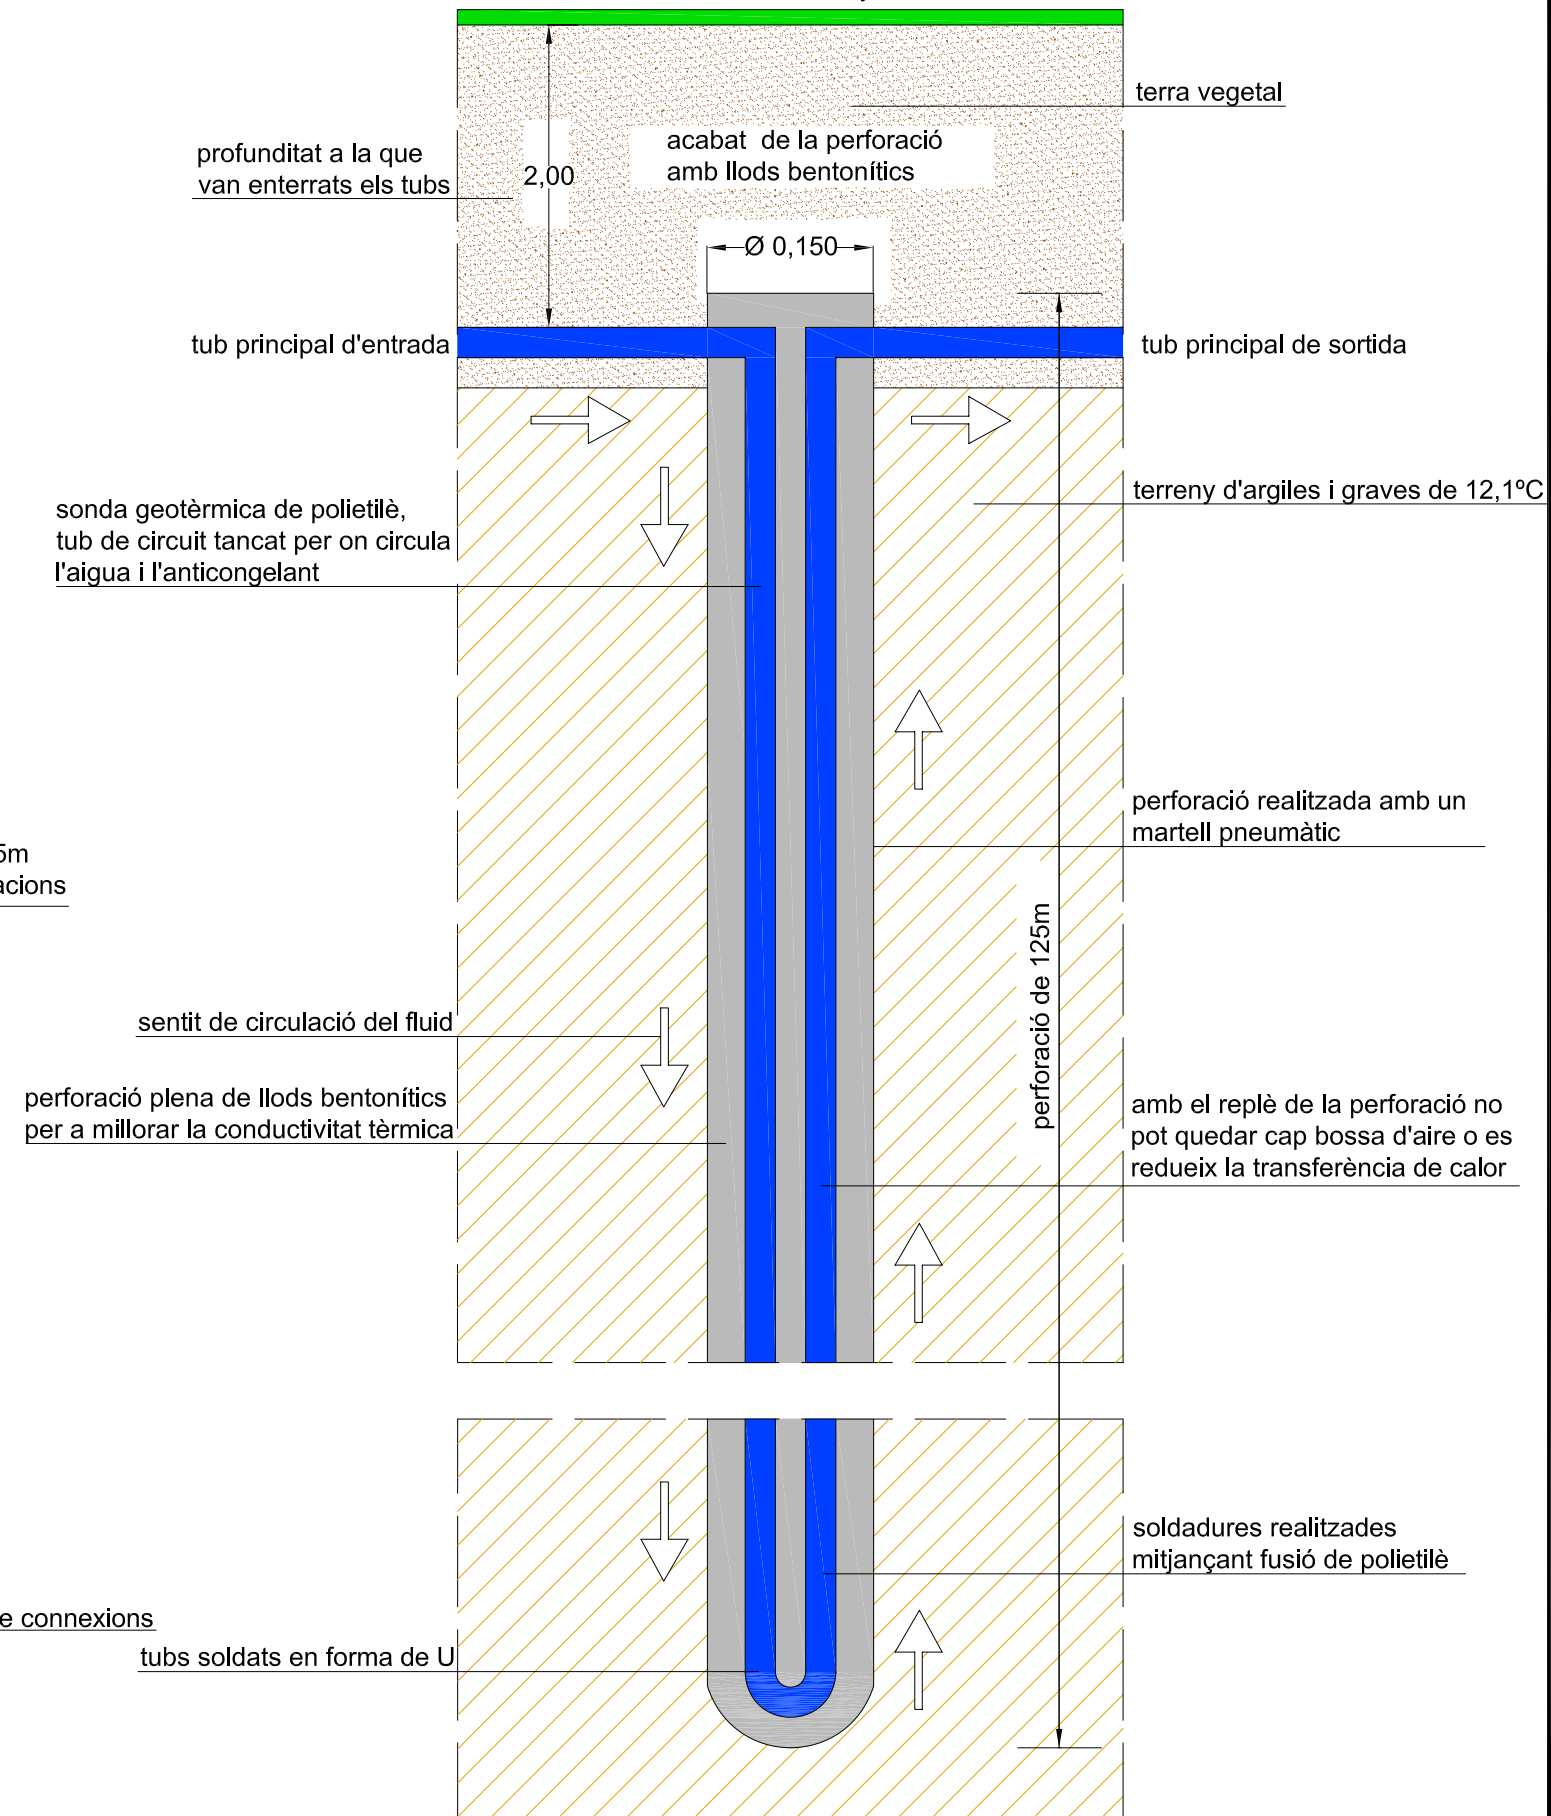 terra vegetal
acabat de la perforació
amb llods bentonítics
profunditat a la que
van enterrats els tubs
2,00
Ø 0,150
tub principal d'entrada
tub principal de sortida
terreny d'argiles i graves de 12,1ºC
sonda geotèrmica de polietilè,
tub de circuit tancat per on circula
l'aigua i l'anticongelant
perforació realitzada amb un
martell pneumàtic
5m
acions
perforació de 125m
sentit de circulació del fluid
perforació plena de llods bentonítics
per a millorar la conductivitat tèrmica
amb el replè de la perforació no
pot quedar cap bossa d'aire o es
redueix la transferència de calor
soldadures realitzades
mitjançant fusió de polietilè
e connexions
tubs soldats en forma de U